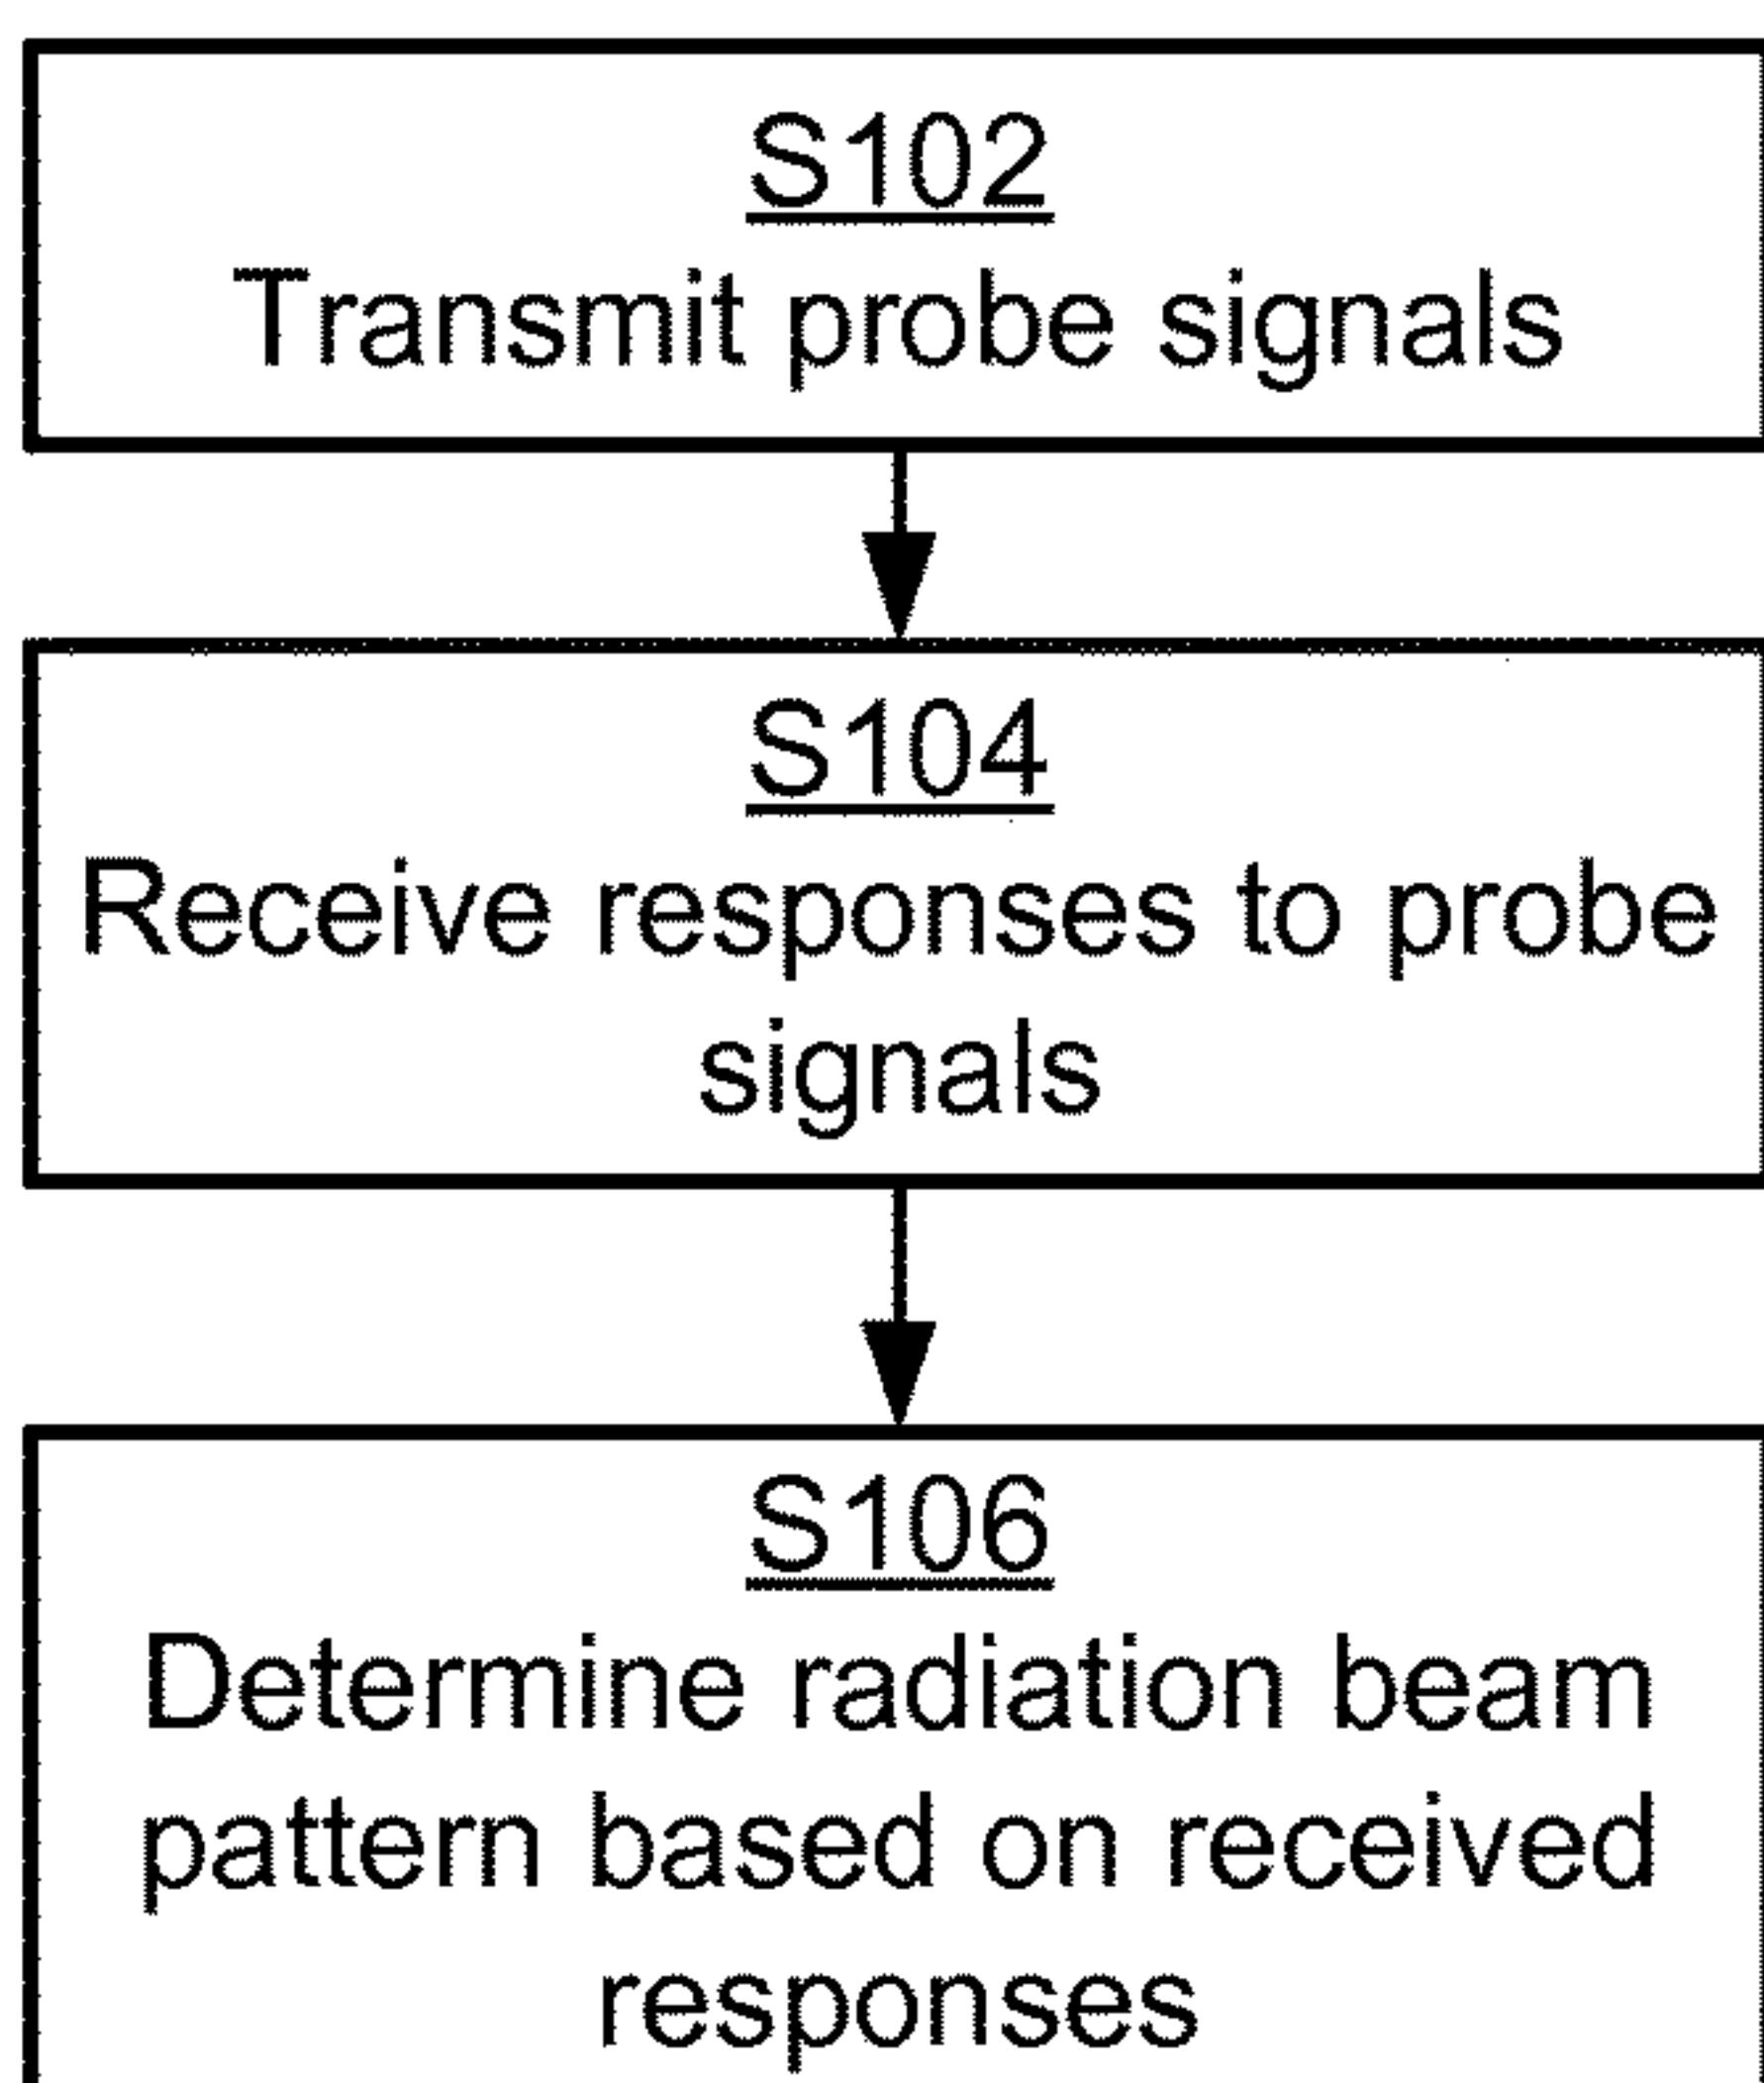 S102
Transmit probe signals
S104
Receive responses to probe
signals
S106
Determine radiation beam
pattern based on received
responses